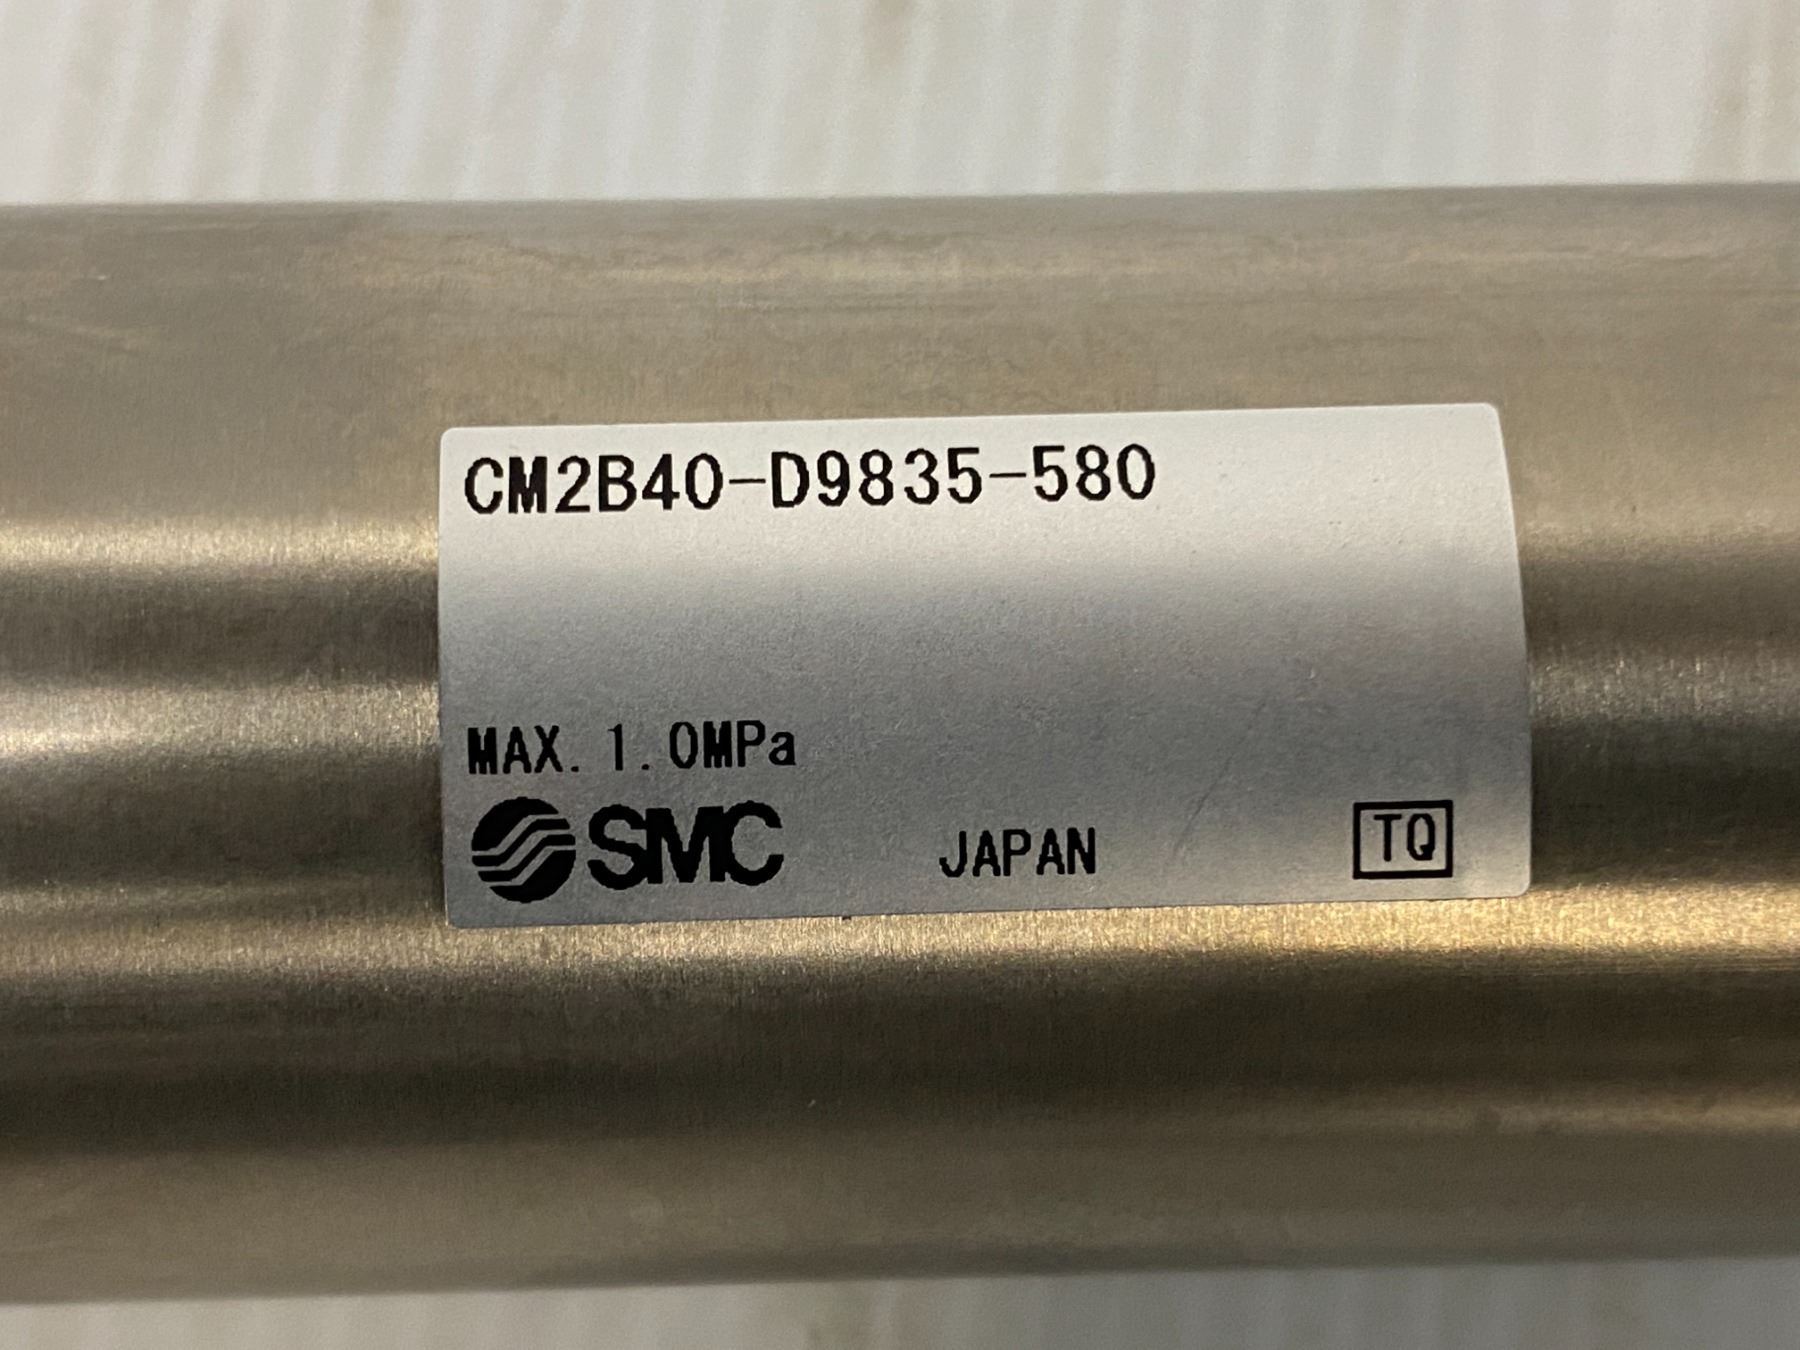 CM2B40-D9835-580
MAX. 1.0MPa
SMC JAPAN TQ